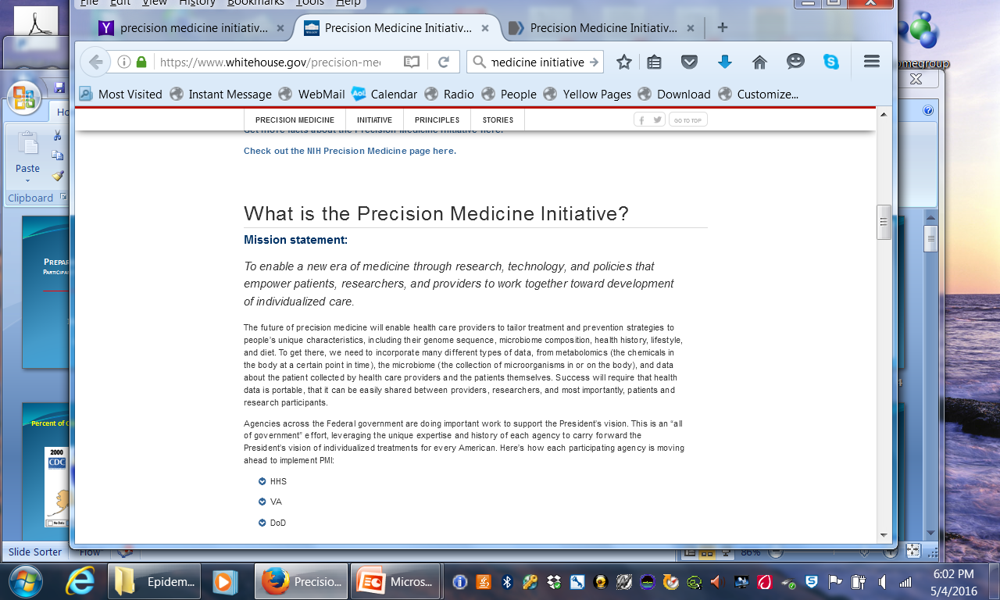 File Edit View History Bookmarks Tools Help
precision medicine initiativ...
Precision Medicine Initiativ...
Precision Medicine Initiativ...
https://www.whitehouse.gov/precision-me
medicine initiative
Most Visited
Instant Message
WebMail
Aol
Calendar
Radio
People
Yellow Pages
Download
Customize...
PRECISION MEDICINE
INITIATIVE
PRINCIPLES
STORIES
GO TO TOP
Get more facts about the Precision Medicine Initiative here.
Check out the NIH Precision Medicine page here.
What is the Precision Medicine Initiative?
Mission statement:
To enable a new era of medicine through research, technology, and policies that
empower patients, researchers, and providers to work together toward development
of individualized care.
The future of precision medicine will enable health care providers to tailor treatment and prevention strategies to
people's unique characteristics, including their genome sequence, microbiome composition, health history, lifestyle,
and diet. To get there, we need to incorporate many different types of data, from metabolomics (the chemicals in
the body at a certain point in time), the microbiome (the collection of microorganisms in or on the body), and data
about the patient collected by health care providers and the patients themselves. Success will require that health
data is portable, that it can be easily shared between providers, researchers, and most importantly, patients and
research participants.
Agencies across the Federal government are doing important work to support the President's vision. This is an “all
of government” effort, leveraging the unique expertise and history of each agency to carry forward the
President's vision of individualized treatments for every American. Here's how each participating agency is moving
ahead to implement PMI:
HHS
VA
DoD
omegroup
Ho
Paste
Clipboard
PREPAR
PARTICIPA
Percent of O
2000
CDC
No Data
Slide Sorter
"Flow"
86%
Epidem...
Precisio...
Micros...
6:02 PM
5/4/2016